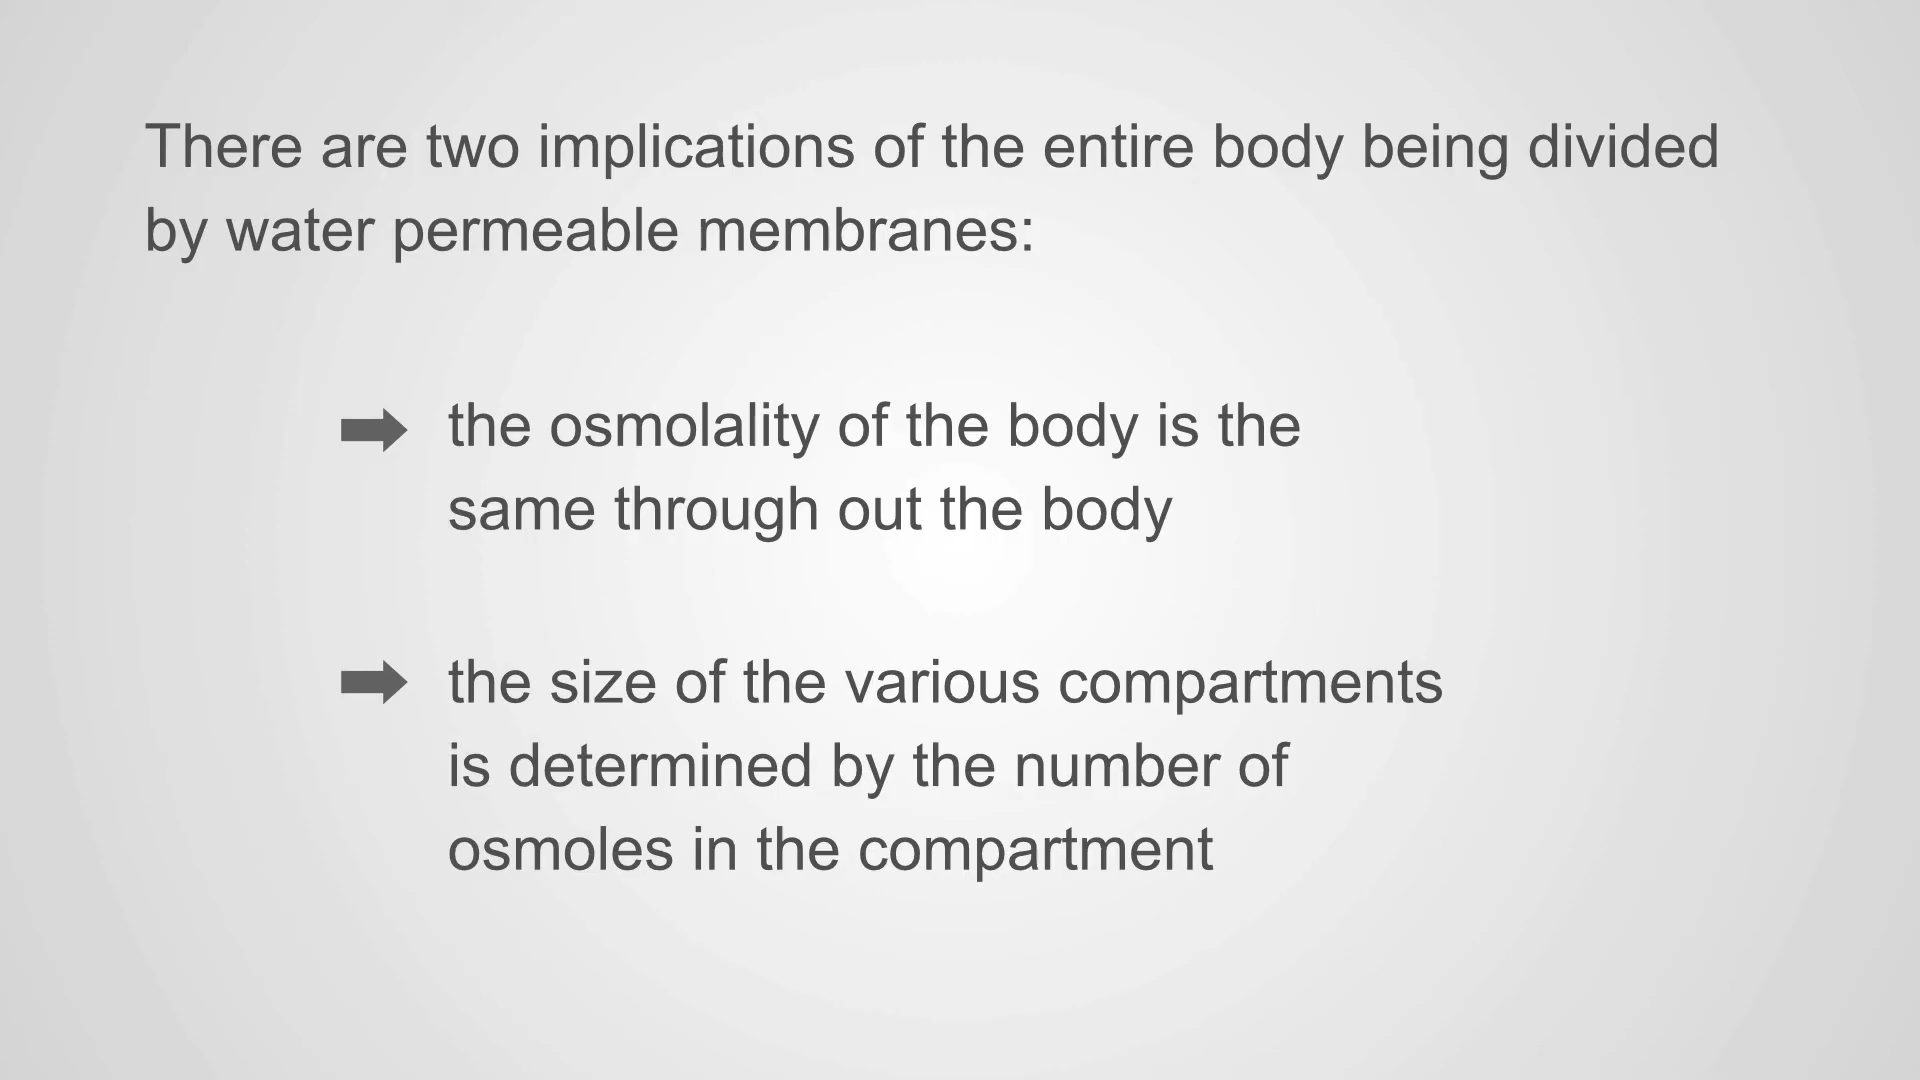 There are two implications of the entire body being divided
by water permeable membranes:
the osmolality of the body is the
same through out the body
the size of the various compartments
is determined by the number of
osmoles in the compartment